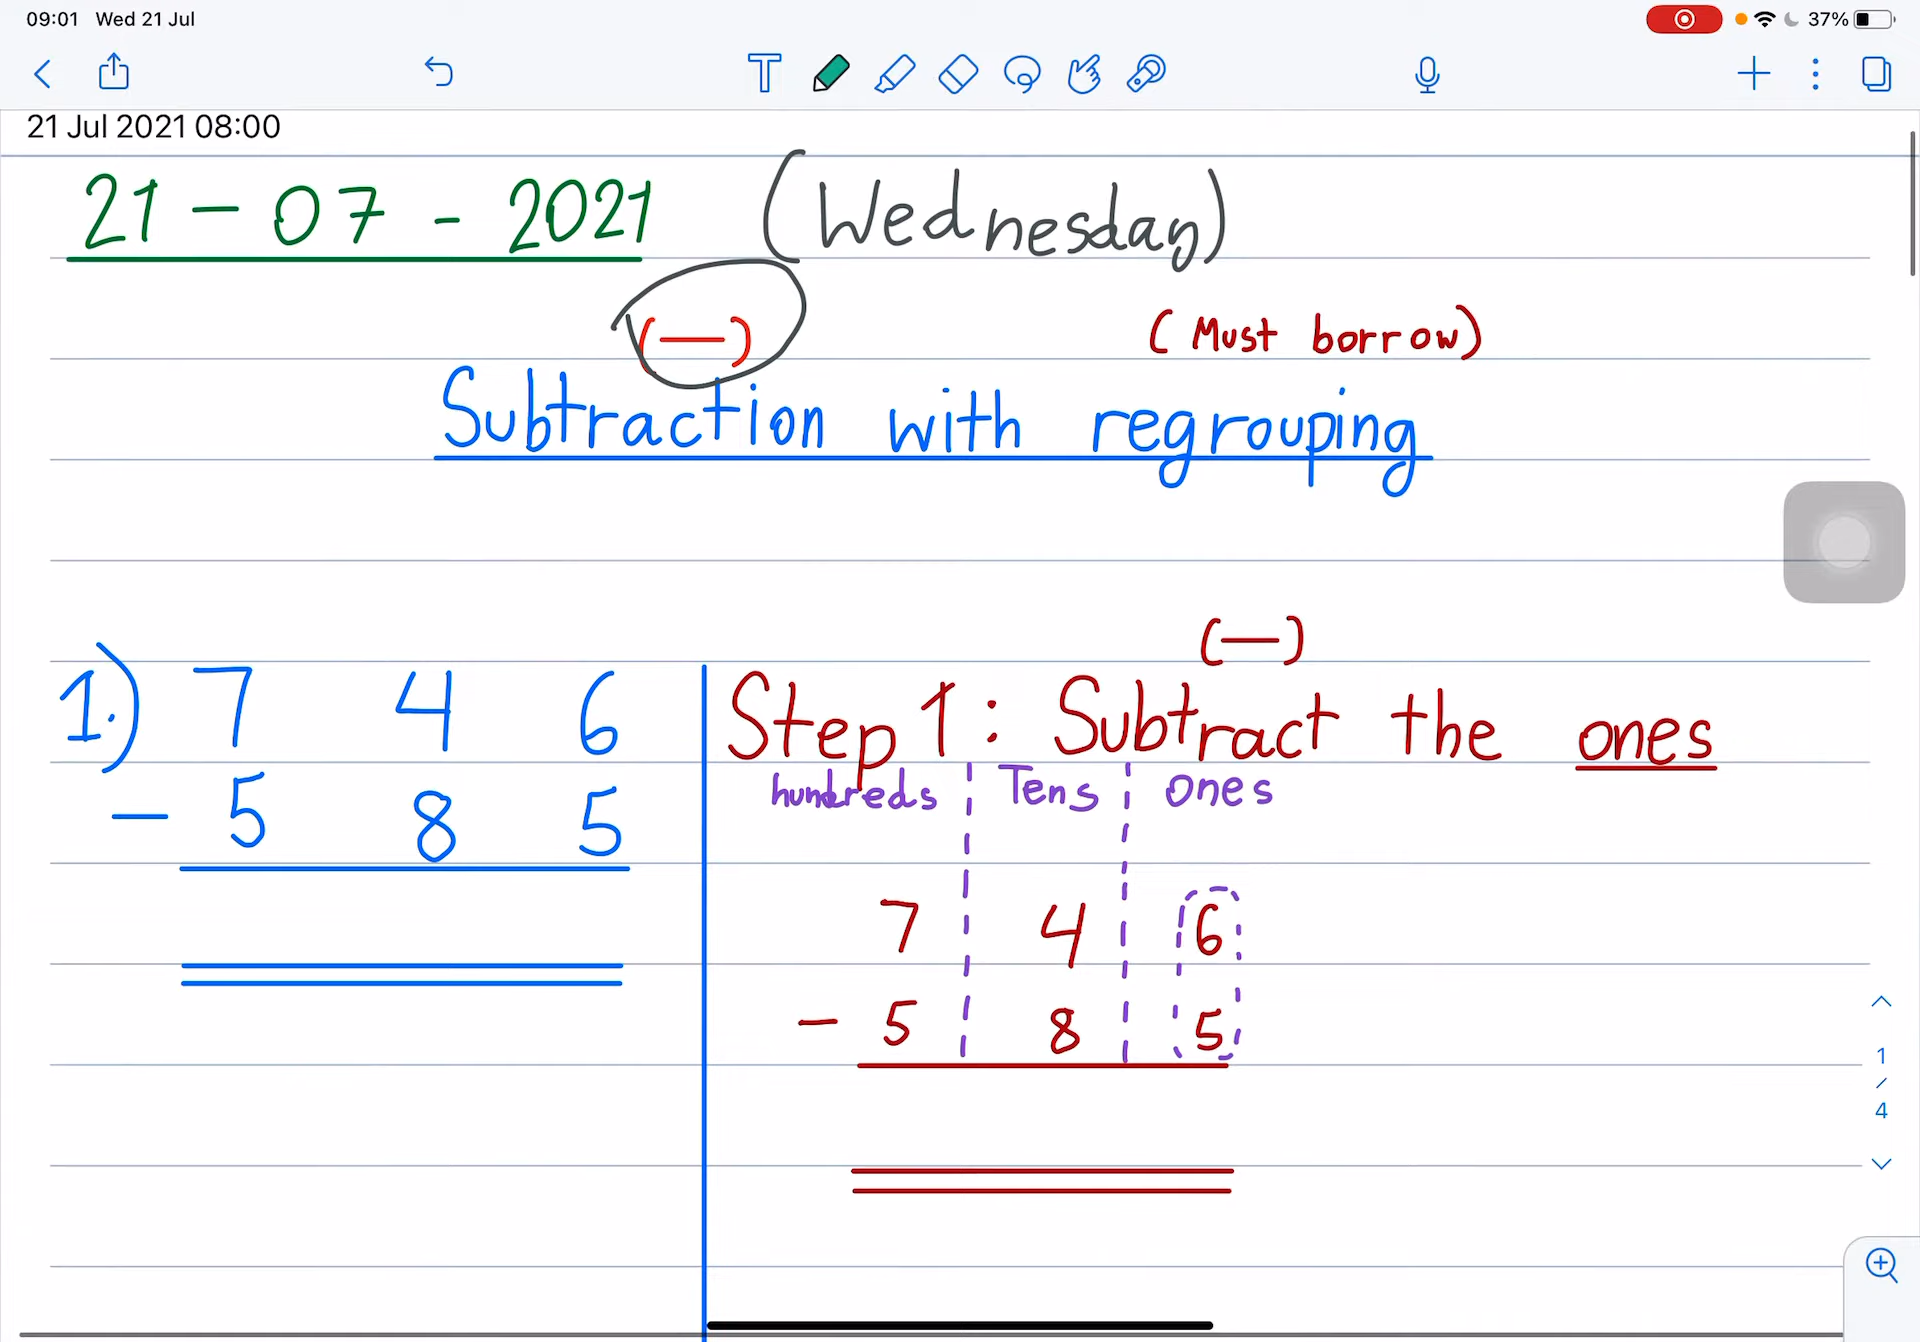 09:01 Wed 21 Jul
37%
21 Jul 2021 08:00
21 - 07 - 2021 (Wednesday)
(—) (Must borrow)
Subtraction with regrouping
(—)
1.) 7 4 6
- 5 8 5
Step 1: Subtract the ones
hundreds Tens ones
7 4 6
- 5 8 5
1
/
4